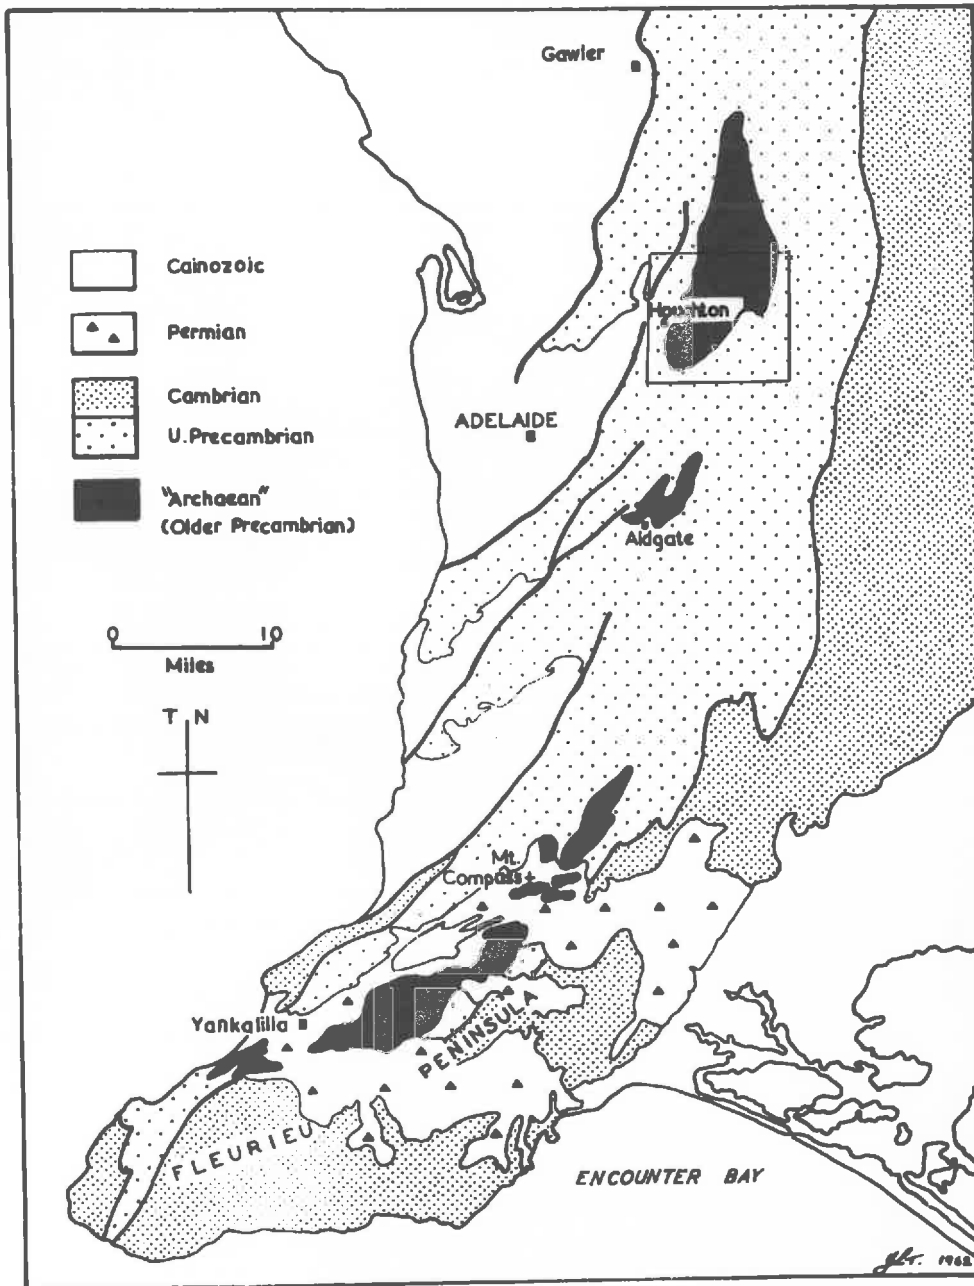 Gawler
Cainozoic
Permian
Cambrian
U. Precambrian
"Archaean"
(Older Precambrian)
Houghton
ADELAIDE
Aldgate
0 10
Miles
T N
Mt.
Compass
Yankalilla
FLEURIEU PENINSULA
ENCOUNTER BAY
1962